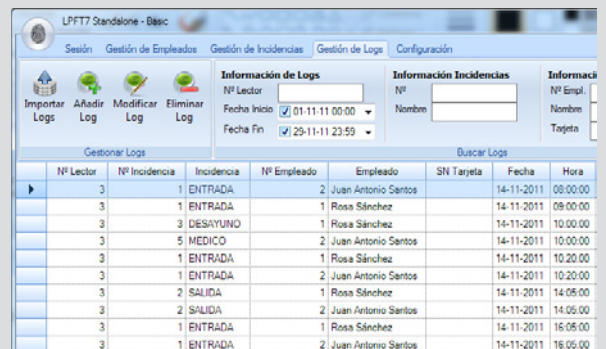 LPFT7 Standalone - Basic
Sesión Gestión de Empleados Gestión de Incidencias Gestión de Logs Configuración
Importar Logs
Añadir Log
Modificar Log
Eliminar Log
Gestionar Logs
Información de Logs
Nº Lector
Fecha Inicio 01-11-11 00:00
Fecha Fin 29-11-11 23:59
Información Incidencias
Nº
Nombre
Informaci
Nº Empl.
Nombre
Tarjeta
Buscar Logs
Nº Lector Nº Incidencia Incidencia Nº Empleado Empleado SN Tarjeta Fecha Hora
3 1 ENTRADA 2 Juan Antonio Santos 14-11-2011 08:00:00
3 1 ENTRADA 1 Rosa Sánchez 14-11-2011 09:00:00
3 3 DESAYUNO 1 Rosa Sánchez 14-11-2011 10:00:00
3 5 MEDICO 2 Juan Antonio Santos 14-11-2011 10:00:00
3 1 ENTRADA 1 Rosa Sánchez 14-11-2011 10:20:00
3 1 ENTRADA 2 Juan Antonio Santos 14-11-2011 10:20:00
3 2 SALIDA 1 Rosa Sánchez 14-11-2011 14:05:00
3 2 SALIDA 2 Juan Antonio Santos 14-11-2011 14:05:00
3 1 ENTRADA 1 Rosa Sánchez 14-11-2011 16:05:00
3 1 ENTRADA 2 Juan Antonio Santos 14-11-2011 16:05:00